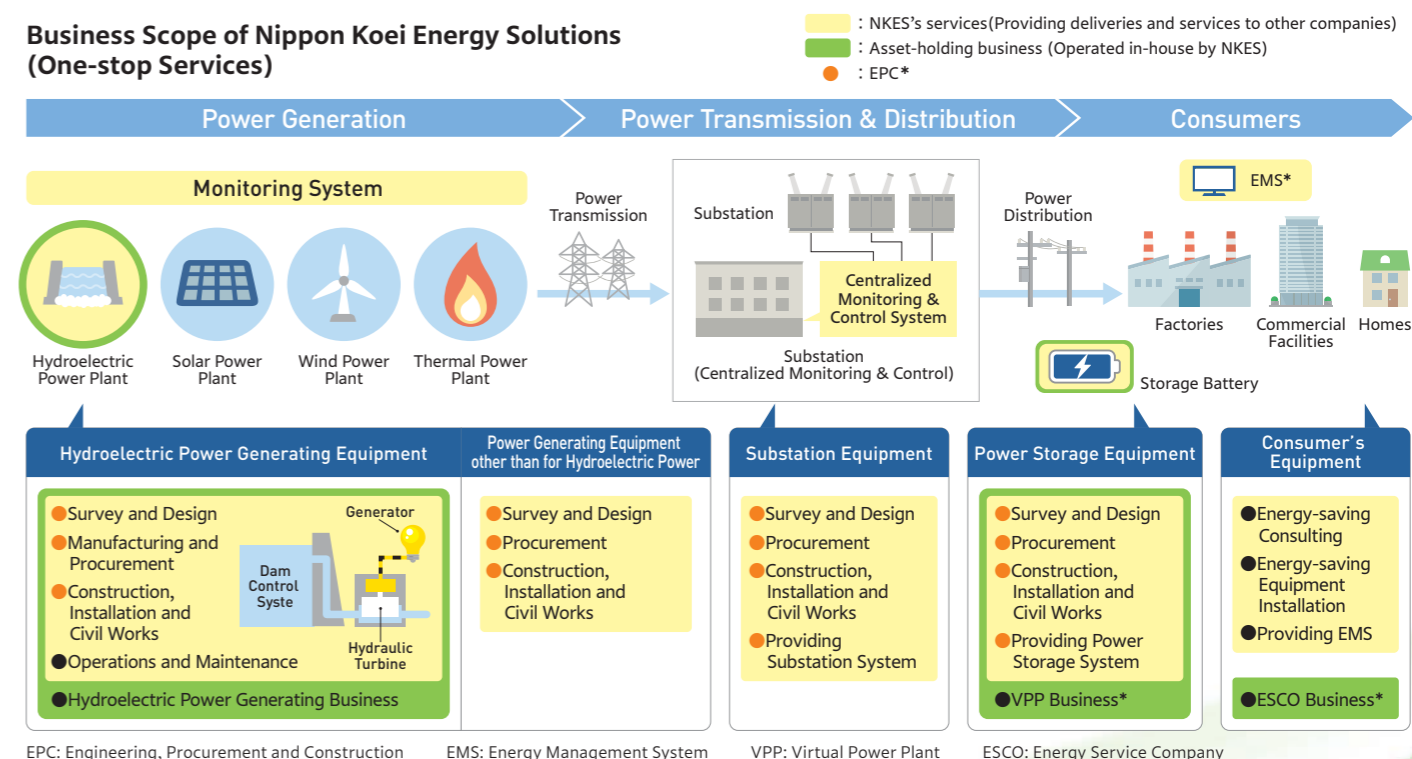 Business Scope of Nippon Koei Energy Solutions
(One-stop Services)
: NKES's services(Providing deliveries and services to other companies)
: Asset-holding business (Operated in-house by NKES)
: EPC*
Power Generation
Power Transmission & Distribution
Consumers
Monitoring System
Hydroelectric
Power Plant
Solar Power
Plant
Wind Power
Plant
Thermal Power
Plant
Power
Transmission
Substation
Centralized
Monitoring &
Control System
Substation
(Centralized Monitoring & Control)
Power
Distribution
EMS*
Factories
Commercial
Facilities
Homes
Storage Battery
Hydroelectric Power Generating Equipment
●Survey and Design
●Manufacturing and
Procurement
●Construction,
Installation and
Civil Works
●Operations and Maintenance
Generator
Dam
Control
Syste
Hydraulic
Turbine
●Hydroelectric Power Generating Business
Power Generating Equipment
other than for Hydroelectric Power
●Survey and Design
●Procurement
●Construction,
Installation and
Civil Works
Substation Equipment
●Survey and Design
●Procurement
●Construction,
Installation and
Civil Works
●Providing
Substation System
Power Storage Equipment
●Survey and Design
●Procurement
●Construction,
Installation and
Civil Works
●Providing Power
Storage System
●VPP Business*
Consumer's
Equipment
●Energy-saving
Consulting
●Energy-saving
Equipment
Installation
●Providing EMS
●ESCO Business*
EPC: Engineering, Procurement and Construction
EMS: Energy Management System
VPP: Virtual Power Plant
ESCO: Energy Service Company